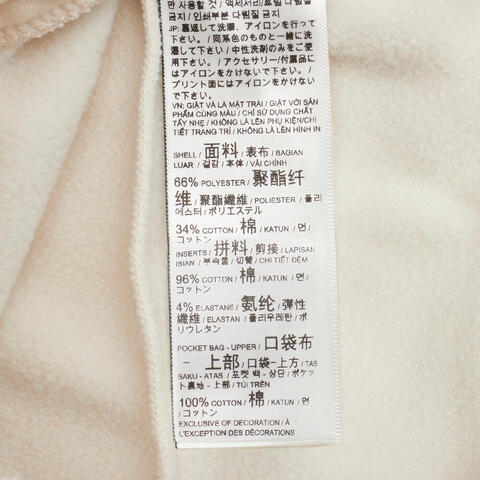 만 사용하시오 / 액세서리/프린팅 다림질
금지 / 인쇄부분 다림질 금지
JP: 裏返して洗濯、アイロンを行って
下さい / 同系色のものと一緒に洗
濯して下さい / 中性洗剤のみをご使
用下さい / アクセサリー/付属品に
はアイロンをかけないで下さい。/
プリント面にはアイロンをかけない
で下さい。
VN: GIẶT VÀ LÀ MẶT TRÁI / GIẶT VỚI SẢN
PHẨM CÙNG MÀU / CHỈ SỬ DỤNG CHẤT
TẨY NHẸ / KHÔNG LÀ LÊN PHỤ KIỆN/CHI
TIẾT TRANG TRÍ / KHÔNG LÀ LÊN HÌNH IN
SHELL / 面料 / 表布 / BAGIAN
LUAR / 겉감 / 本体 / VẢI CHÍNH
66% POLYESTER / 聚酯纤
维 / 聚酯纖維 / POLIESTER / 폴리
에스터 / ポリエステル
34% COTTON / 棉 / KATUN / 면 /
コットン
INSERTS / 拼料 / 剪接 / LAPISAN
ISIAN / 부속물 / 切替 / CHI TIẾT ĐỆM
96% COTTON / 棉 / KATUN / 면 /
コットン
4% ELASTANE / 氨纶 / 彈性
纖維 / ELASTAN / 폴리우레탄 / ポ
リウレタン
POCKET BAG - UPPER / 口袋布
- 上部 / 口袋-上方 / TAS
SAKU - ATAS / 포켓 백 - 상단 / ポケッ
ト裏地 - 上部 / TÚI TRÊN
100% COTTON / 棉 / KATUN / 면
/ コットン
EXCLUSIVE OF DECORATION / À
L'EXCEPTION DES DÉCORATIONS